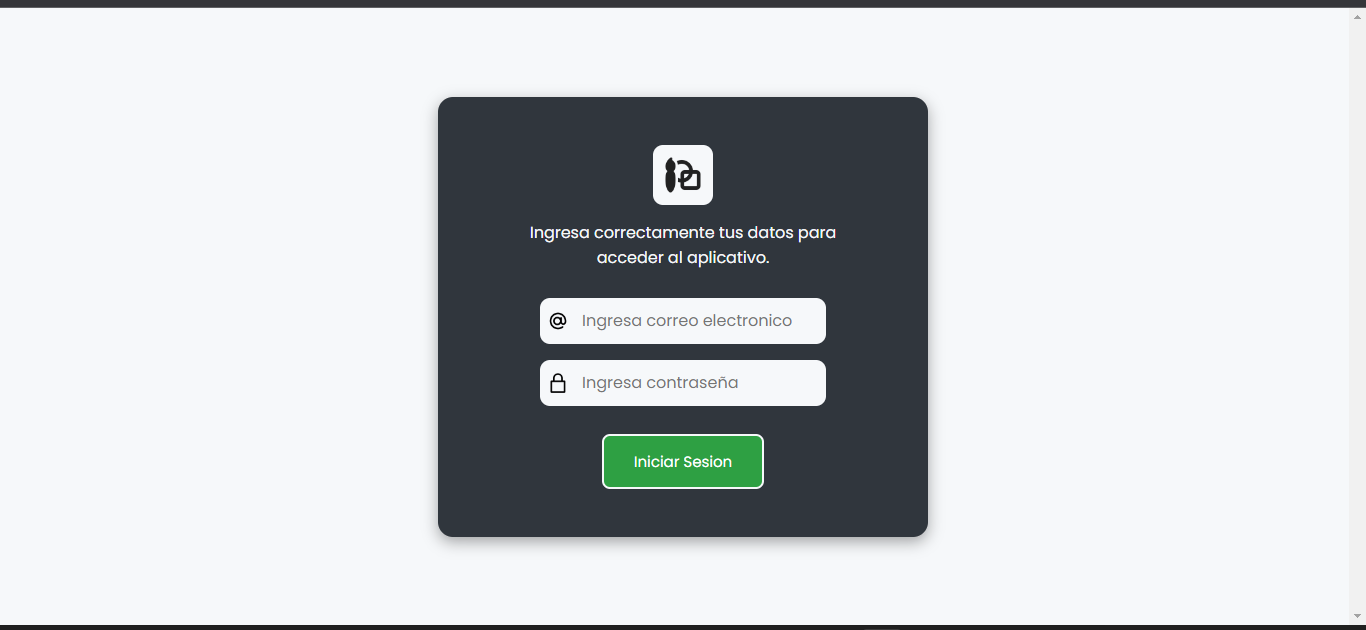 Ingresa correctamente tus datos para
acceder al aplicativo.
Ingresa correo electronico
Ingresa contraseña
Iniciar Sesion